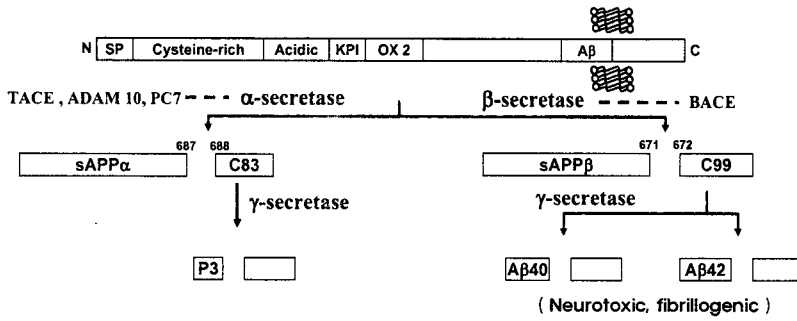 N SP Cysteine-rich Acidic KPI OX 2 Aβ C
TACE , ADAM 10, PC7 α-secretase β-secretase BACE
687 688 671 672
sAPPα C83 sAPPβ C99
γ-secretase γ-secretase
P3 Aβ40 Aβ42
( Neurotoxic, fibrillogenic )